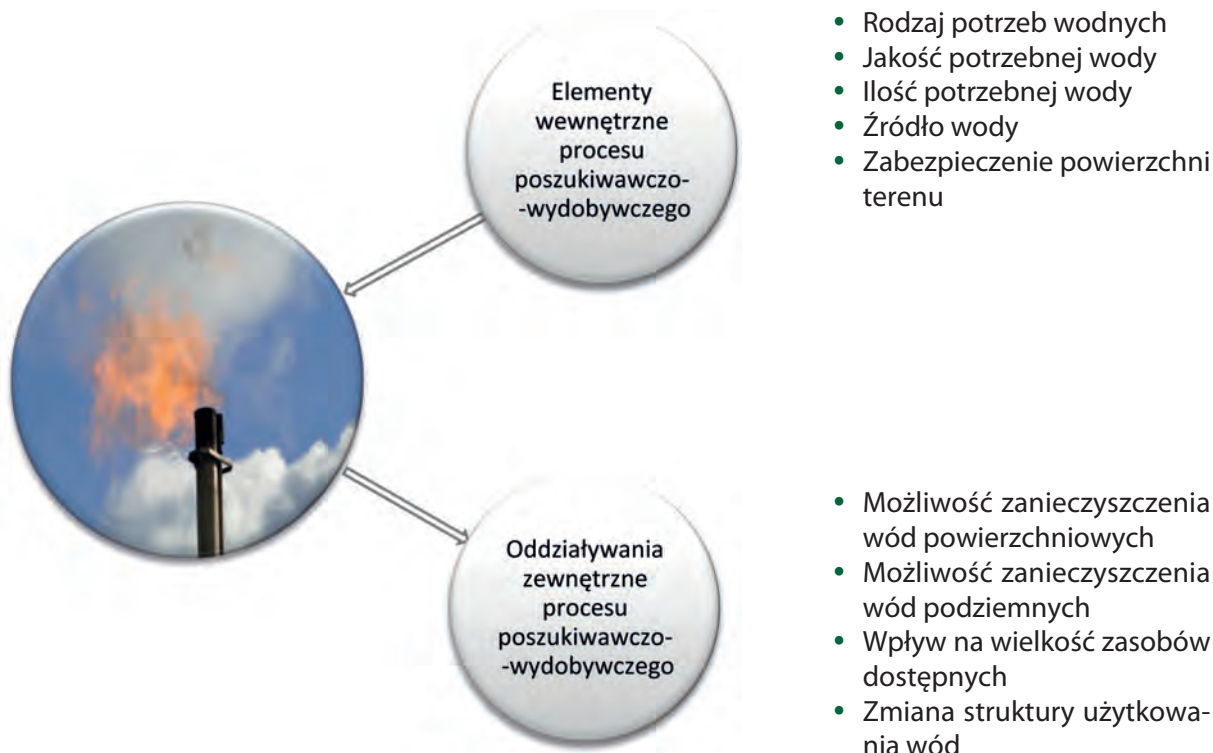 Elementy
wewnętrzne
procesu
poszukiwawczo-
-wydobywczego
• Rodzaj potrzeb wodnych
• Jakość potrzebnej wody
• Ilość potrzebnej wody
• Źródło wody
• Zabezpieczenie powierzchni
terenu
Oddziaływania
zewnętrzne
procesu
poszukiwawczo-
-wydobywczego
• Możliwość zanieczyszczenia
wód powierzchniowych
• Możliwość zanieczyszczenia
wód podziemnych
• Wpływ na wielkość zasobów
dostępnych
• Zmiana struktury użytkowa-
nia wód